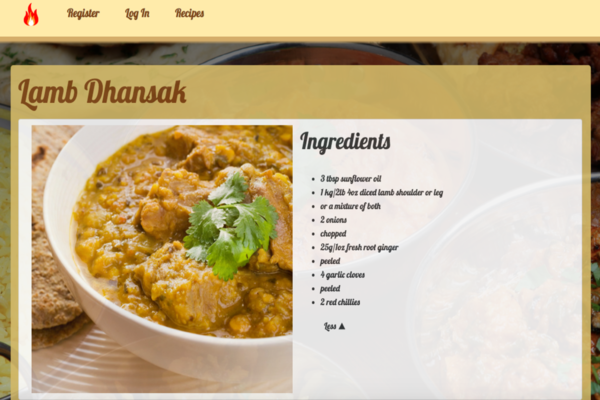 Register Log In Recipes
Lamb Dhansak
Ingredients
3 tbsp sunflower oil
1 kg/2lb 4oz diced lamb shoulder or leg
or a mixture of both
2 onions
chopped
25g/1oz fresh root ginger
peeled
4 garlic cloves
peeled
2 red chillies
Less ▲